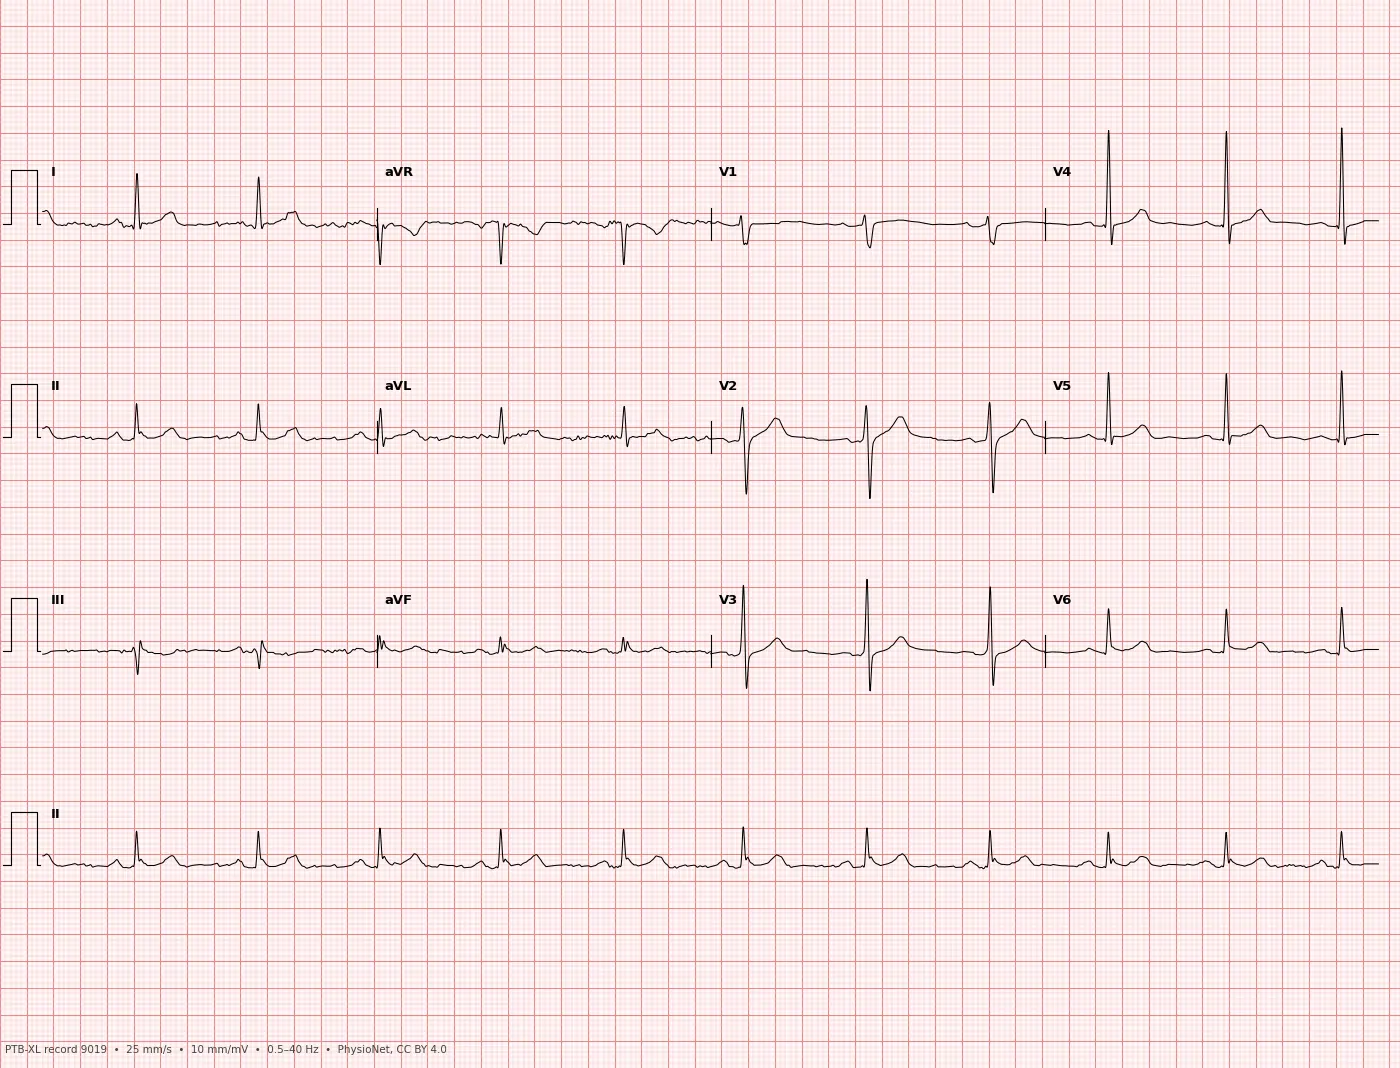 I aVR V1 V4
II aVL V2 V5
III aVF V3 V6
II
PTB-XL record 9019 • 25 mm/s • 10 mm/mV • 0.5–40 Hz • PhysioNet, CC BY 4.0